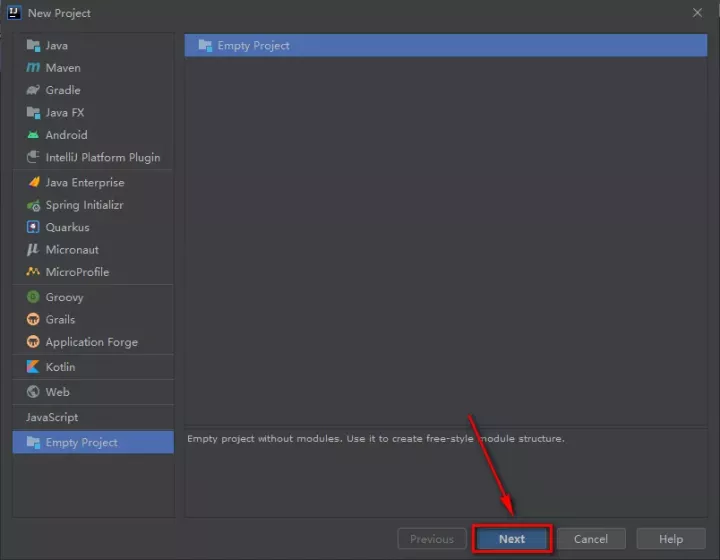 New Project
Java
Maven
Gradle
Java FX
Android
IntelliJ Platform Plugin
Java Enterprise
Spring Initializr
Quarkus
Micronaut
MicroProfile
Groovy
Grails
Application Forge
Kotlin
Web
JavaScript
Empty Project
Empty Project
Empty project without modules. Use it to create free-style module structure.
Previous
Next
Cancel
Help